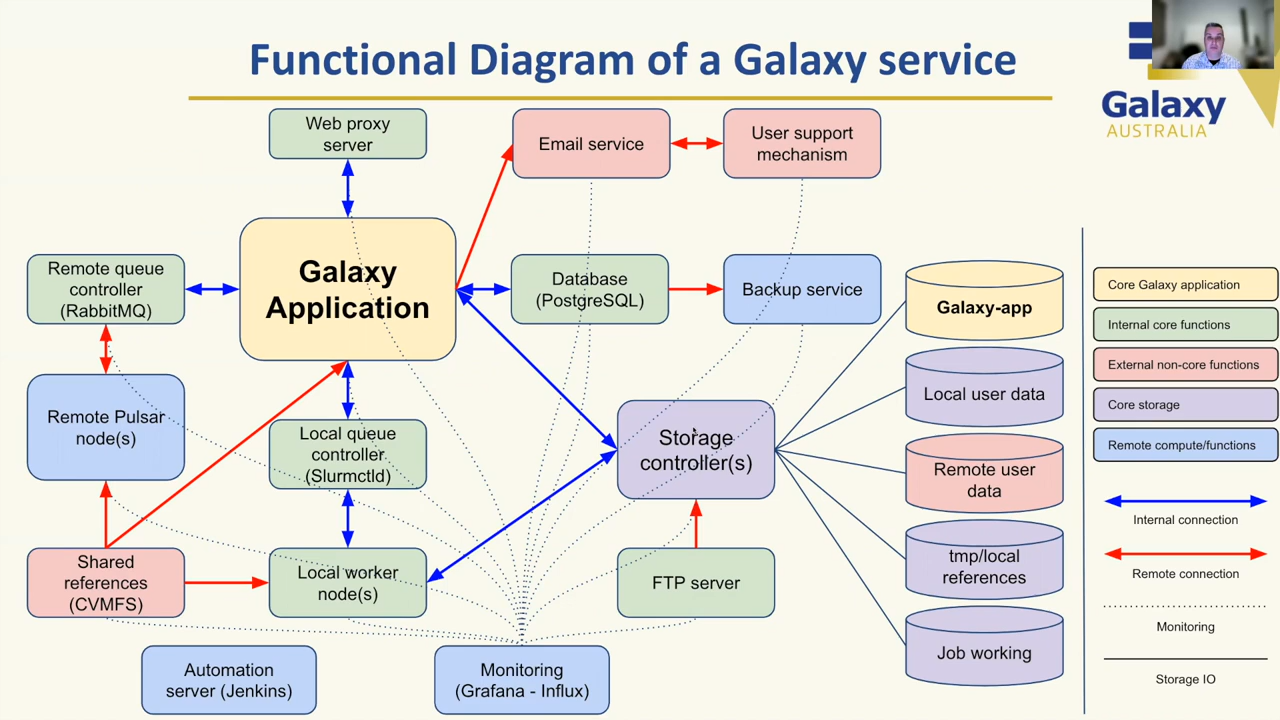 Functional Diagram of a Galaxy service
Galaxy
AUSTRALIA
Web proxy
server
Email service
User support
mechanism
Remote queue
controller
(RabbitMQ)
Galaxy
Application
Database
(PostgreSQL)
Backup service
Galaxy-app
Remote Pulsar
node(s)
Local queue
controller
(Slurmctld)
Storage
controller(s)
Local user data
Remote user
data
Shared
references
(CVMFS)
Local worker
node(s)
FTP server
tmp/local
references
Job working
Automation
server (Jenkins)
Monitoring
(Grafana - Influx)
Core Galaxy application
Internal core functions
External non-core functions
Core storage
Remote compute/functions
Internal connection
Remote connection
Monitoring
Storage IO